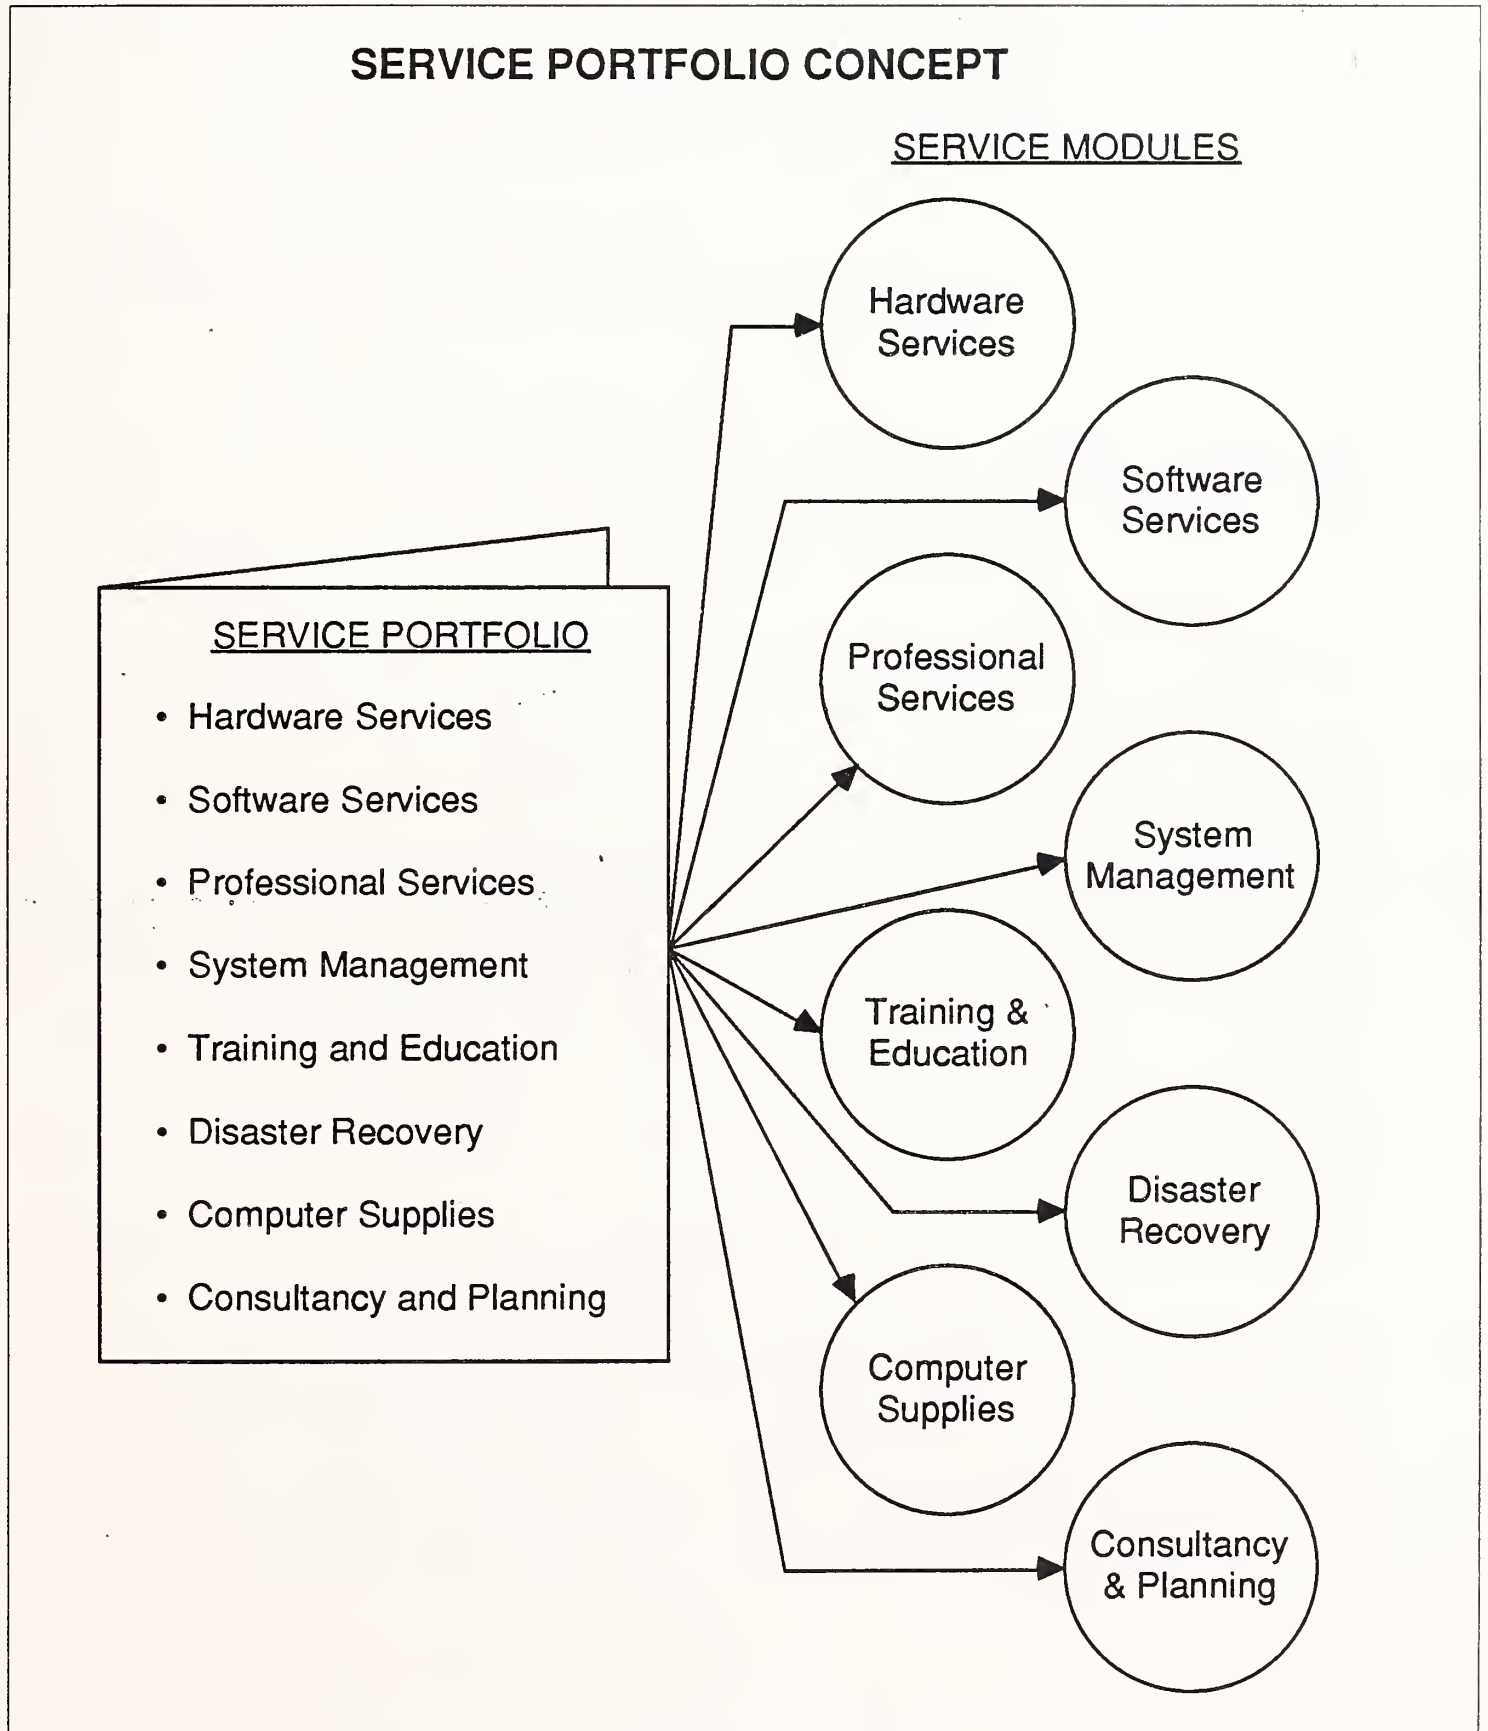 SERVICE PORTFOLIO CONCEPT
SERVICE MODULES
Hardware
Services
Software
Services
Professional
Services
System
Management
Training &
Education
Disaster
Recovery
Computer
Supplies
Consultancy
& Planning
SERVICE PORTFOLIO
• Hardware Services
• Software Services
• Professional Services
• System Management
• Training and Education
• Disaster Recovery
• Computer Supplies
• Consultancy and Planning